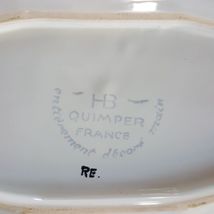 HB
QUIMPER
FRANCE
entièrement décoré main
RE.